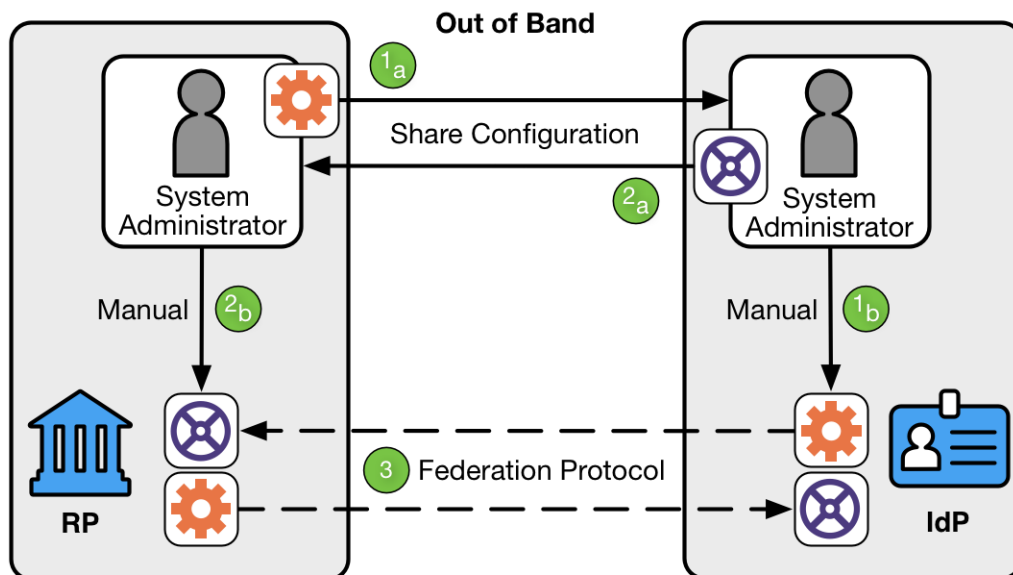 Out of Band
1a
Share Configuration
2a
System
Administrator
System
Administrator
Manual
2b
Manual
1b
3
Federation Protocol
RP
IdP